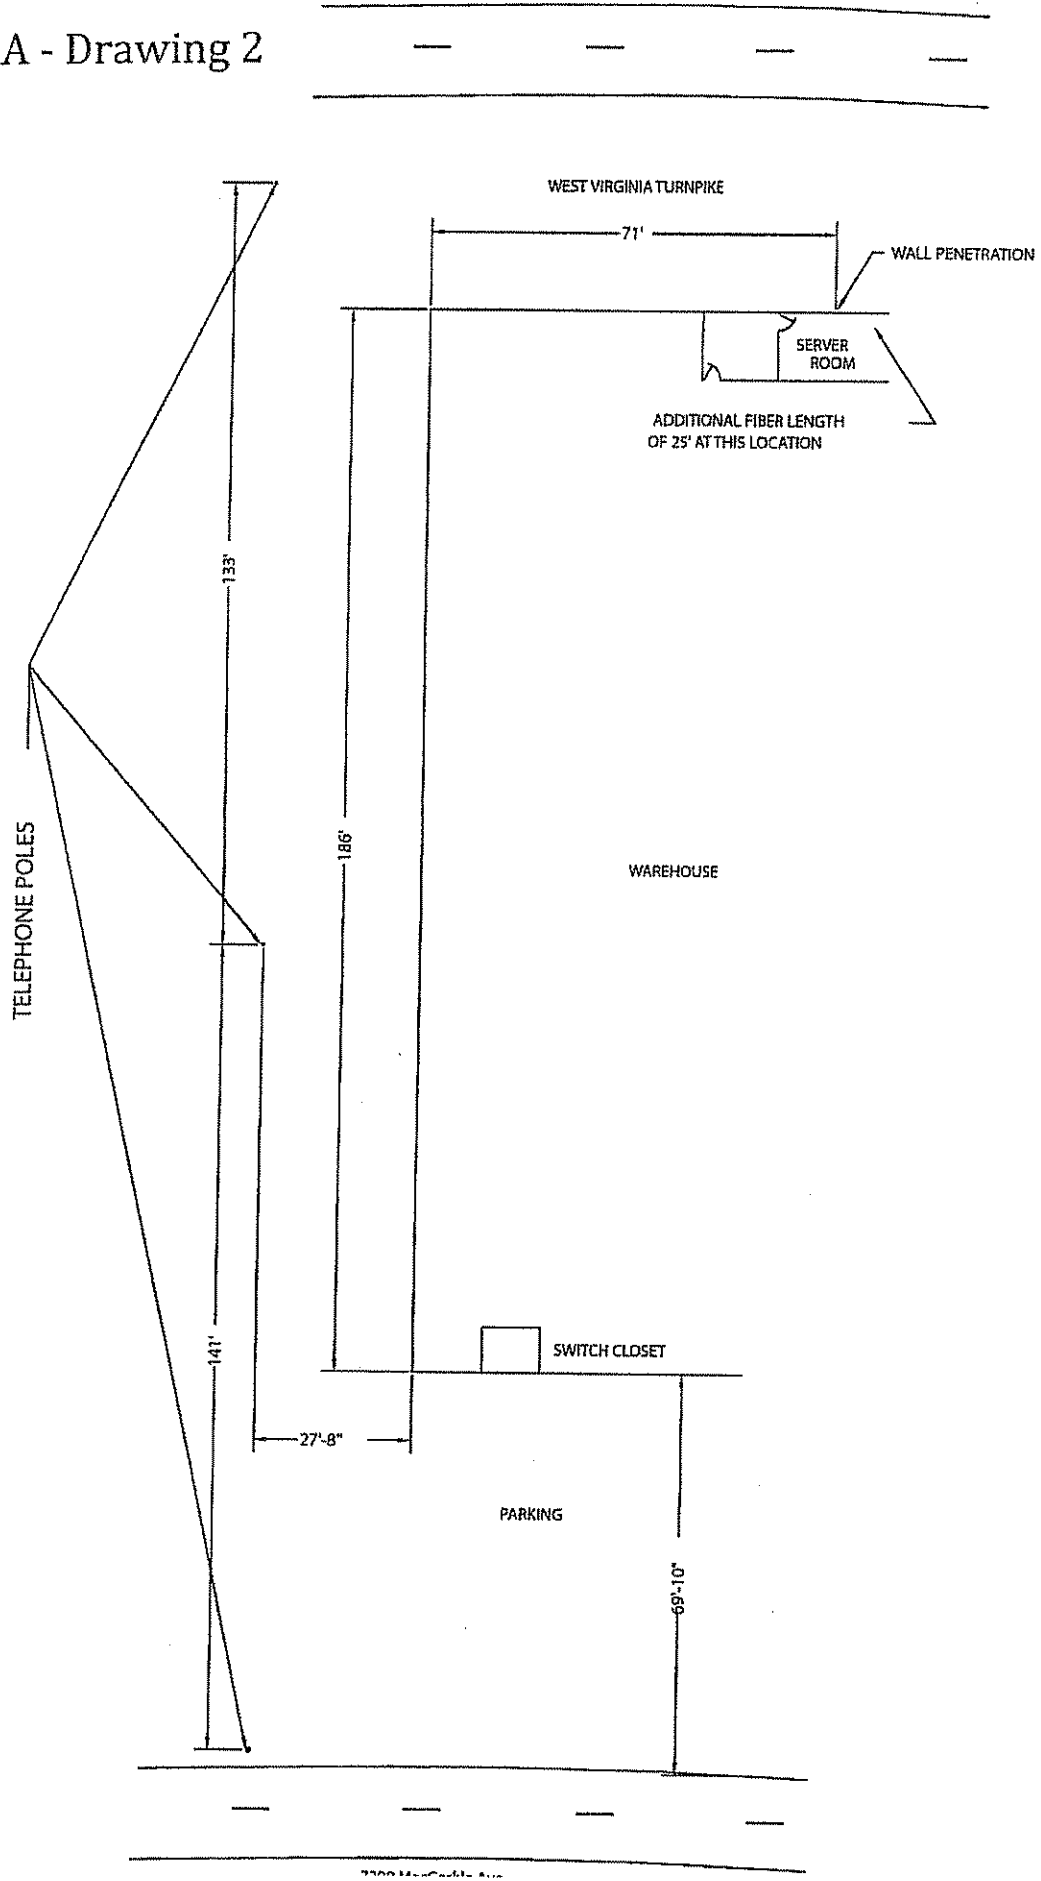 A - Drawing 2
WEST VIRGINIA TURNPIKE
71'
WALL PENETRATION
SERVER
ROOM
ADDITIONAL FIBER LENGTH
OF 25' AT THIS LOCATION
133'
186'
TELEPHONE POLES
WAREHOUSE
141'
SWITCH CLOSET
27'-8"
PARKING
69'-10"